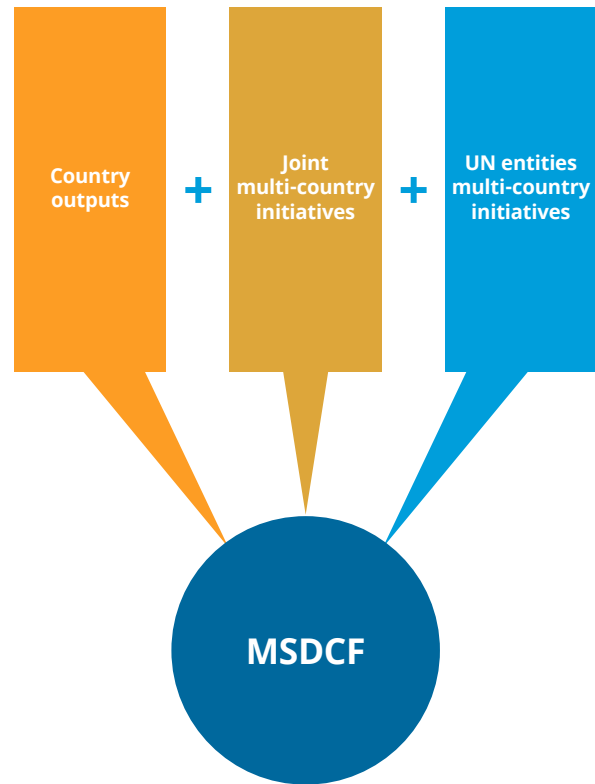 Country
outputs
+
Joint
multi-country
initiatives
+
UN entities
multi-country
initiatives
MSDCF